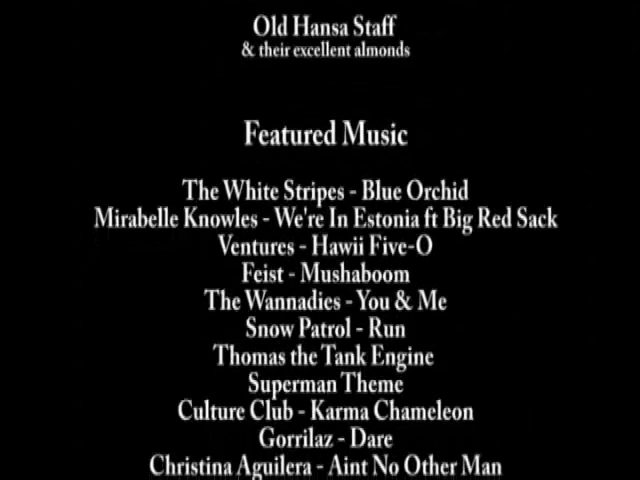 Old Hansa Staff
& their excellent almonds
Featured Music
The White Stripes - Blue Orchid
Mirabelle Knowles - We're In Estonia ft Big Red Sack
Ventures - Hawii Five-O
Feist - Mushaboom
The Wannadies - You & Me
Snow Patrol - Run
Thomas the Tank Engine
Superman Theme
Culture Club - Karma Chameleon
Gorrilaz - Dare
Christina Aguilera - Aint No Other Man